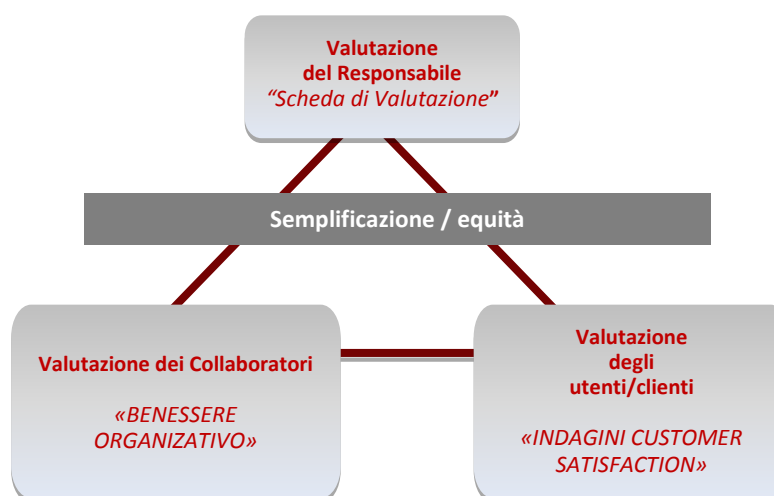 Valutazione
del Responsabile
“Scheda di Valutazione”
Semplificazione / equità
Valutazione dei Collaboratori
«BENESSERE
ORGANIZATIVO»
Valutazione
degli
utenti/clienti
«INDAGINI CUSTOMER
SATISFACTION»